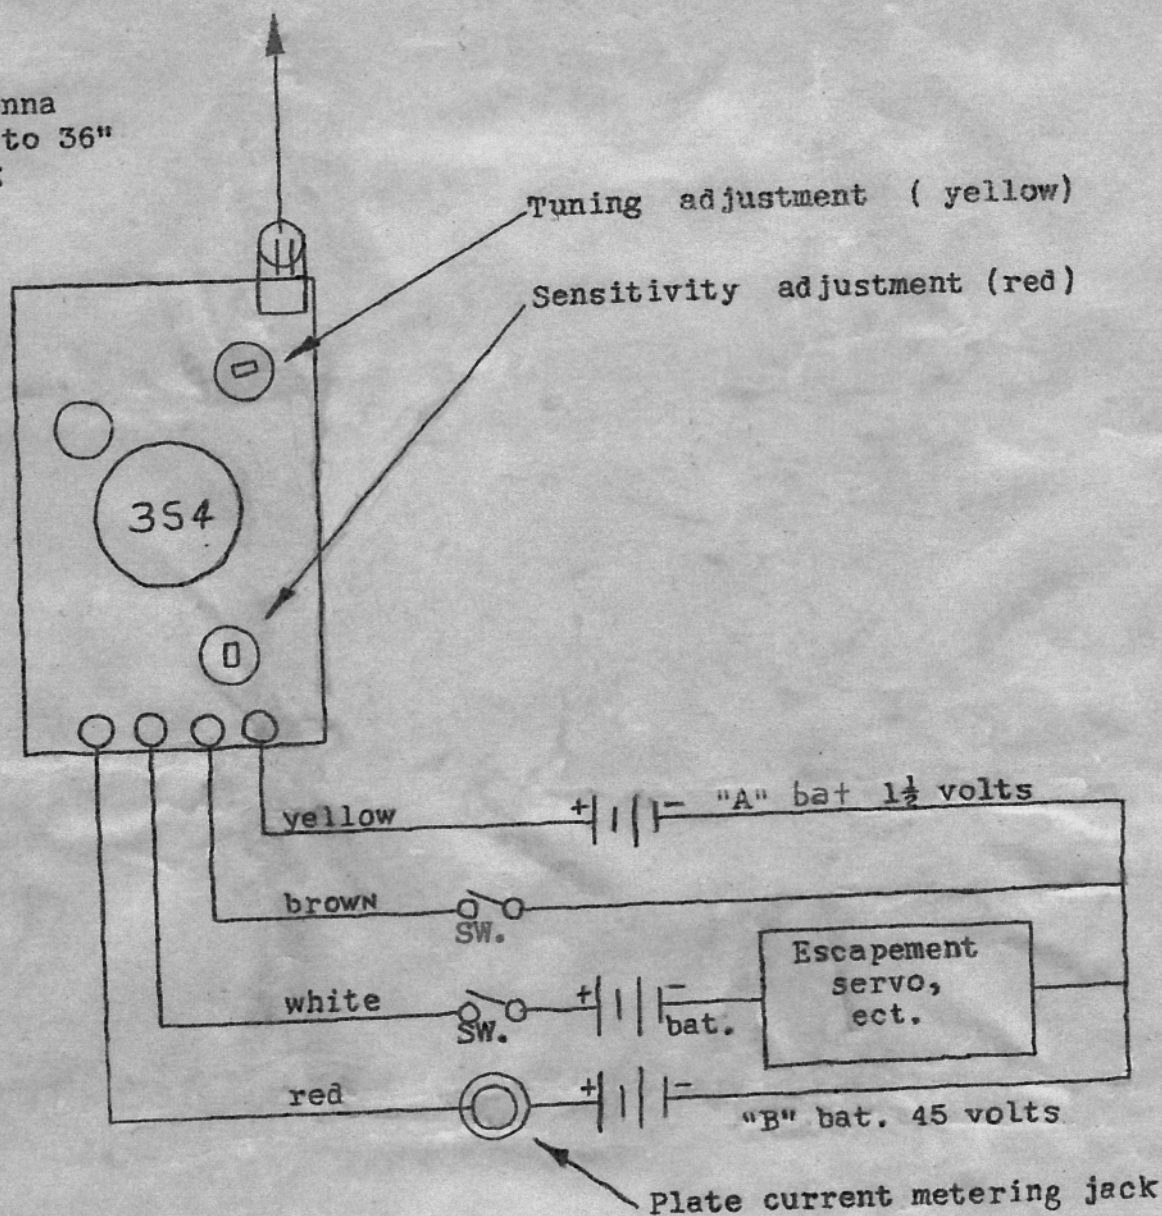 to 36"
Tuning adjustment ( yellow)
Sensitivity adjustment (red)
3S4
yellow
+
-
"A" bat 1½ volts
brown
SW.
Escapement
servo,
ect.
white
SW.
+
-
bat.
red
+
-
"B" bat. 45 volts
Plate current metering jack